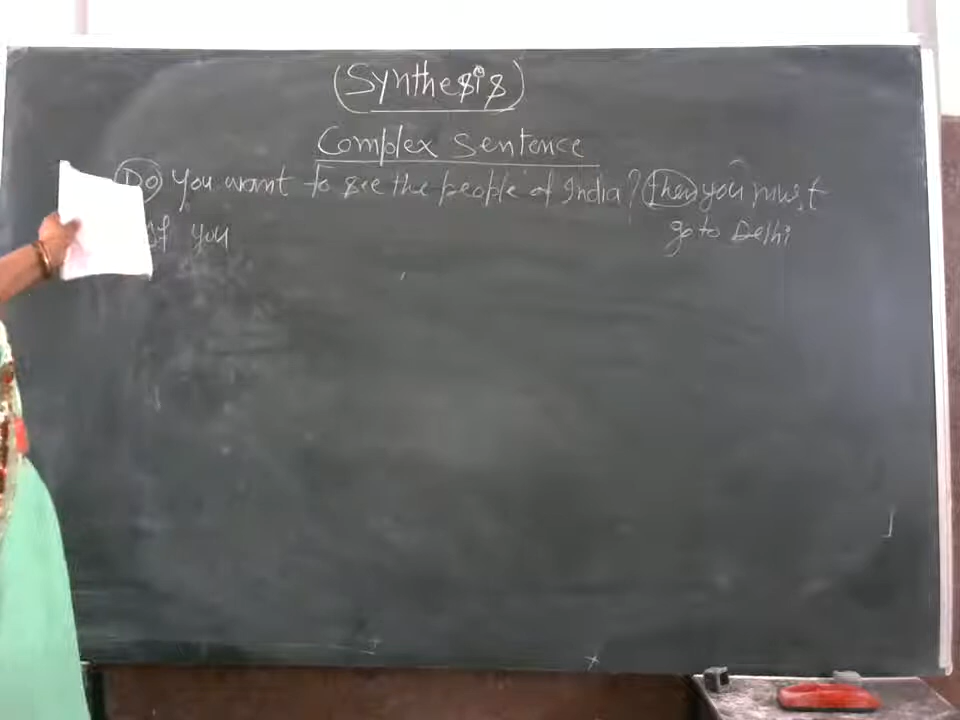 (Synthesis)
Complex Sentence
Do you want to see the people of India? then you must
go to Delhi
If you